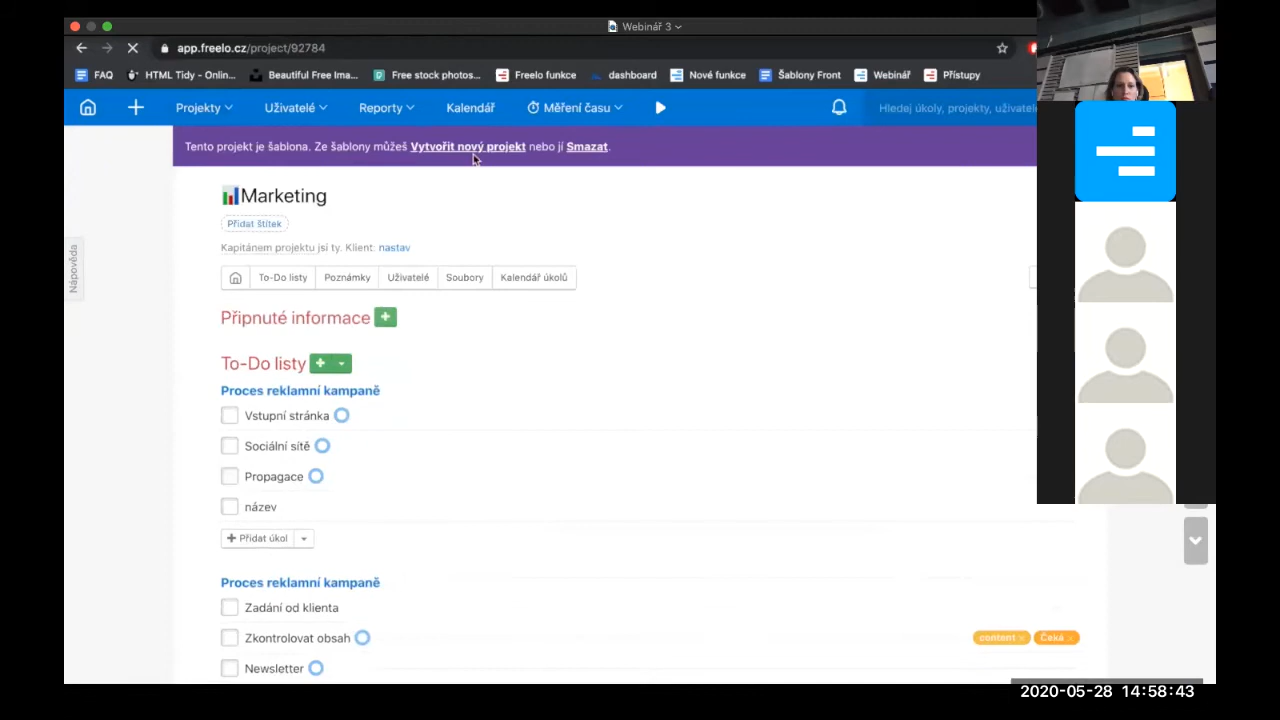 Webinář 3
app.freelo.cz/project/92784
FAQ HTML Tidy - Onlin... Beautiful Free Ima... Free stock photos... Freelo funkce dashboard Nové funkce Šablony Front Webinář Přístupy
Projekty Uživatelé Reporty Kalendář Měření času Hledej úkoly, projekty, uživatele
Tento projekt je šablona. Ze šablony můžeš Vytvořit nový projekt nebo jí Smazat.
Marketing
Přidat štítek
Kapitánem projektu jsi ty. Klient: nastav
Nápověda
To-Do listy Poznámky Uživatelé Soubory Kalendář úkolů
Připnuté informace
To-Do listy
Proces reklamní kampaně
Vstupní stránka
Sociální sítě
Propagace
název
Přidat úkol
Proces reklamní kampaně
Zadání od klienta
Zkontrolovat obsah content x Čeká x
Newsletter
2020-05-28 14:58:43